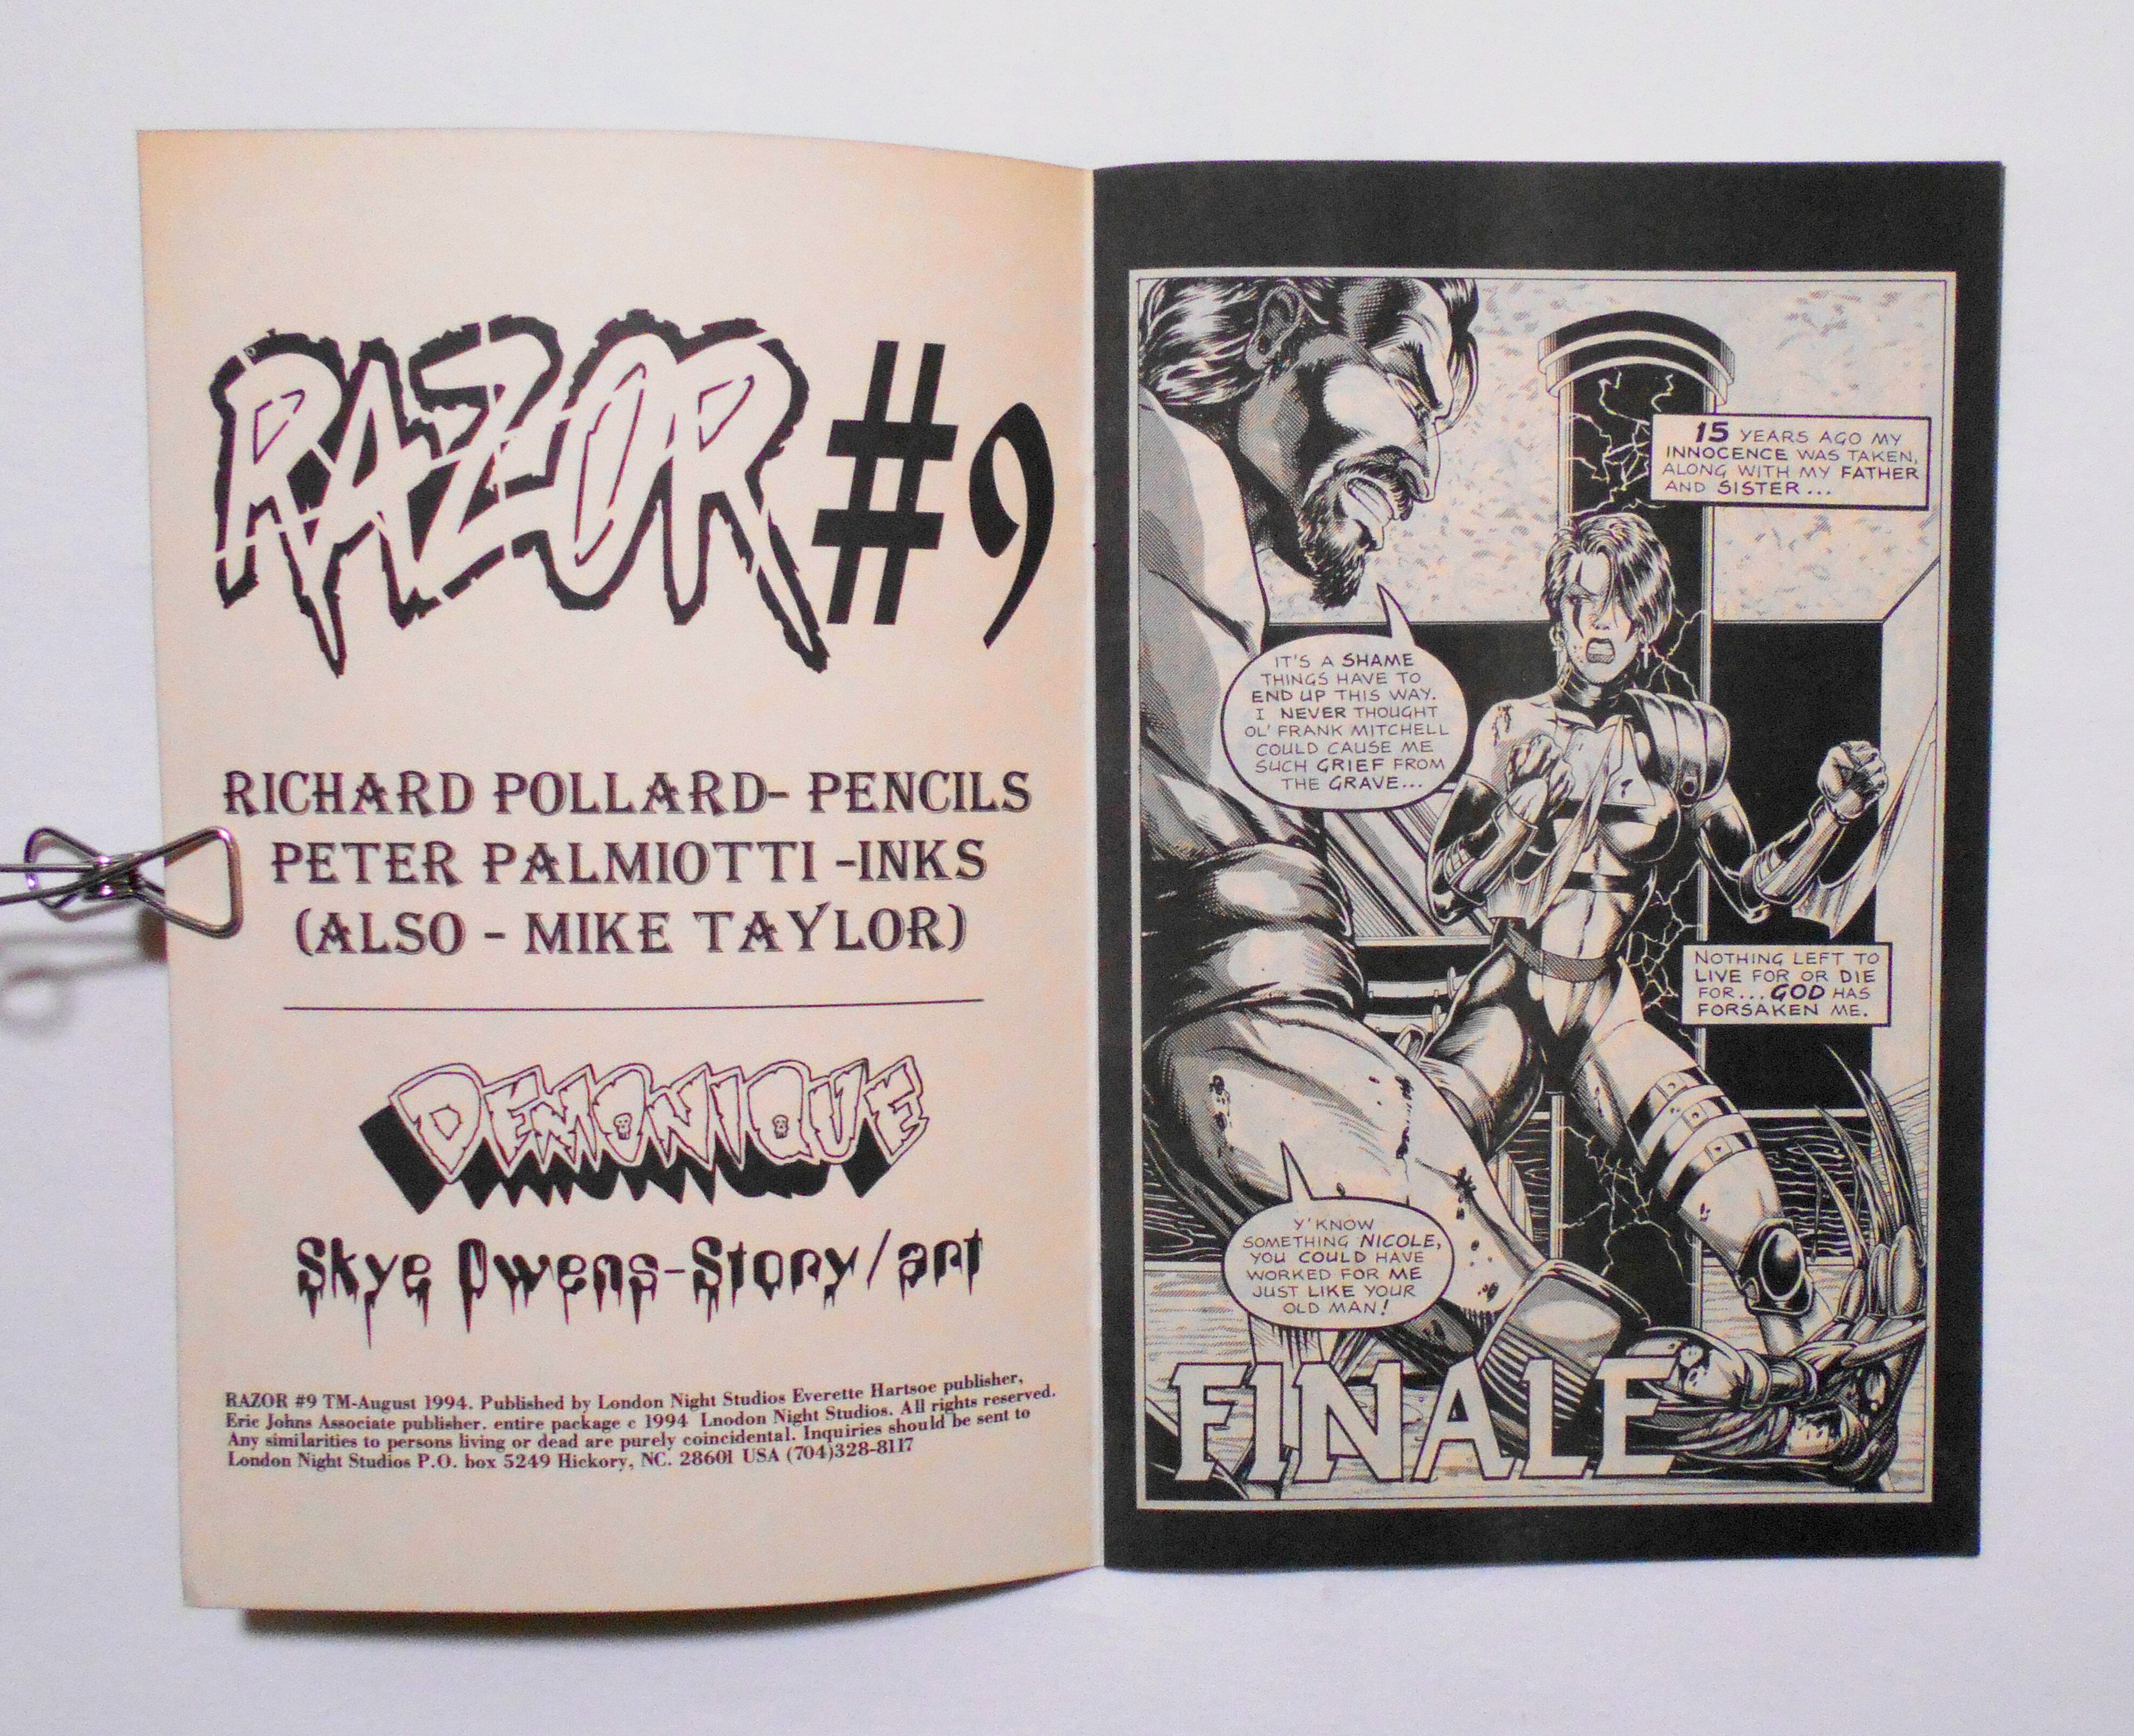 RAZOR #9
RICHARD POLLARD- PENCILS
PETER PALMIOTTI -INKS
(ALSO - MIKE TAYLOR)
DEMONIQUE
Skye Owens-Story/art
RAZOR #9 TM-August 1994. Published by London Night Studios Everette Hartsoe publisher,
Eric Johns Associate publisher. entire package c 1994 Lnodon Night Studios. All rights reserved.
Any similarities to persons living or dead are purely coincidental. Inquiries should be sent to
London Night Studios P.O. box 5249 Hickory, NC. 28601 USA (704)328-8117
15 YEARS AGO MY
INNOCENCE WAS TAKEN,
ALONG WITH MY FATHER
AND SISTER...
IT'S A SHAME
THINGS HAVE TO
END UP THIS WAY.
I NEVER THOUGHT
OL' FRANK MITCHELL
COULD CAUSE ME
SUCH GRIEF FROM
THE GRAVE...
NOTHING LEFT TO
LIVE FOR OR DIE
FOR...GOD HAS
FORSAKEN ME.
Y'KNOW
SOMETHING NICOLE,
YOU COULD HAVE
WORKED FOR ME
JUST LIKE YOUR
OLD MAN!
FINALE